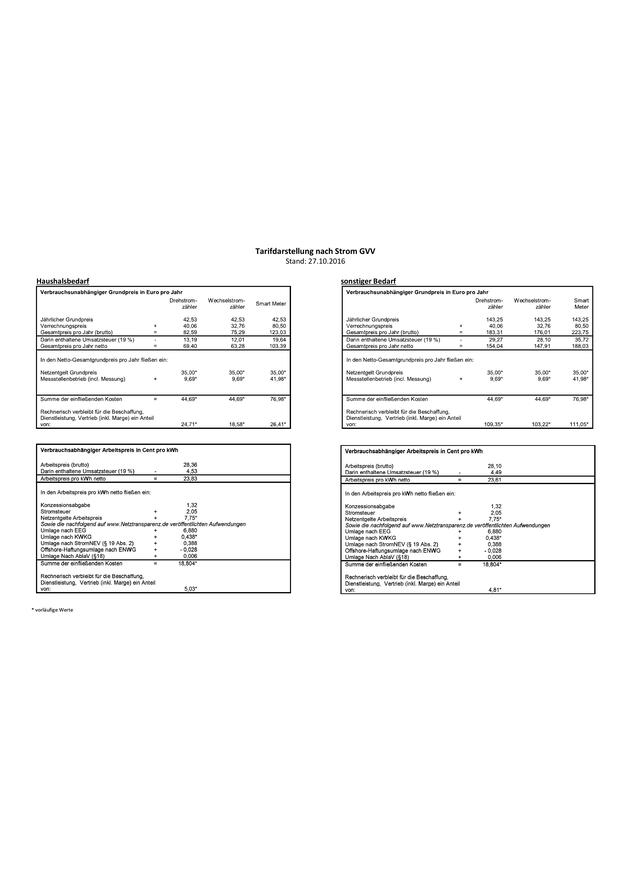 Tarifdarstellung nach Strom GVV
Stand: 27.10.2016
Haushalsbedarf
Verbrauchsunabhängiger Grundpreis in Euro pro Jahr
Drehstrom-zähler Wechselstrom-zähler Smart Meter
Jährlicher Grundpreis 42,53 42,53 42,53
Verrechnungspreis + 40,06 32,76 80,50
Gesamtpreis pro Jahr (brutto) = 82,59 75,29 123,03
Darin enthaltene Umsatzsteuer (19 %) - 13,19 12,01 19,64
Gesamtpreis pro Jahr netto = 69,40 63,28 103,39
In den Netto-Gesamtgrundpreis pro Jahr fließen ein:
Netzentgelt Grundpreis 35,00* 35,00* 35,00*
Messstellenbetrieb (incl. Messung) + 9,69* 9,69* 41,98*
Summe der einfließenden Kosten = 44,69* 44,69* 76,98*
Rechnerisch verbleibt für die Beschaffung,
Dienstleistung, Vertrieb (inkl. Marge) ein Anteil
von: 24,71* 18,58* 26,41*
Verbrauchsabhängiger Arbeitspreis in Cent pro kWh
Arbeitspreis (brutto) 28,36
Darin enthaltene Umsatzsteuer (19 %) - 4,53
Arbeitspreis pro kWh netto = 23,83
In den Arbeitspreis pro kWh netto fließen ein:
Konzessionsabgabe 1,32
Stromsteuer + 2,05
Netzentgelte Arbeitspreis + 7,75*
Sowie die nachfolgend auf www.Netztransparenz.de veröffentlichten Aufwendungen
Umlage nach EEG + 6,880
Umlage nach KWKG + 0,438*
Umlage nach StromNEV (§ 19 Abs. 2) + 0,388
Offshore-Haftungsumlage nach ENWG + - 0,028
Umlage Nach AblaV (§18) + 0,006
Summe der einfließenden Kosten = 18,804*
Rechnerisch verbleibt für die Beschaffung,
Dienstleistung, Vertrieb (inkl. Marge) ein Anteil
von: 5,03*
* vorläufige Werte
sonstiger Bedarf
Verbrauchsunabhängiger Grundpreis in Euro pro Jahr
Drehstrom-zähler Wechselstrom-zähler Smart Meter
Jährlicher Grundpreis 143,25 143,25 143,25
Verrechnungspreis + 40,06 32,76 80,50
Gesamtpreis pro Jahr (brutto) = 183,31 176,01 223,75
Darin enthaltene Umsatzsteuer (19 %) - 29,27 28,10 35,72
Gesamtpreis pro Jahr netto = 154,04 147,91 188,03
In den Netto-Gesamtgrundpreis pro Jahr fließen ein:
Netzentgelt Grundpreis 35,00* 35,00* 35,00*
Messstellenbetrieb (incl. Messung) + 9,69* 9,69* 41,98*
Summe der einfließenden Kosten = 44,69* 44,69* 76,98*
Rechnerisch verbleibt für die Beschaffung,
Dienstleistung, Vertrieb (inkl. Marge) ein Anteil
von: 109,35* 103,22* 111,05*
Verbrauchsabhängiger Arbeitspreis in Cent pro kWh
Arbeitspreis (brutto) 28,10
Darin enthaltene Umsatzsteuer (19 %) - 4,49
Arbeitspreis pro kWh netto = 23,61
In den Arbeitspreis pro kWh netto fließen ein:
Konzessionsabgabe 1,32
Stromsteuer + 2,05
Netzentgelte Arbeitspreis + 7,75*
Sowie die nachfolgend auf www.Netztransparenz.de veröffentlichten Aufwendungen
Umlage nach EEG + 6,880
Umlage nach KWKG + 0,438*
Umlage nach StromNEV (§ 19 Abs. 2) + 0,388
Offshore-Haftungsumlage nach ENWG + - 0,028
Umlage Nach AblaV (§18) + 0,006
Summe der einfließenden Kosten = 18,804*
Rechnerisch verbleibt für die Beschaffung,
Dienstleistung, Vertrieb (inkl. Marge) ein Anteil
von: 4,81*